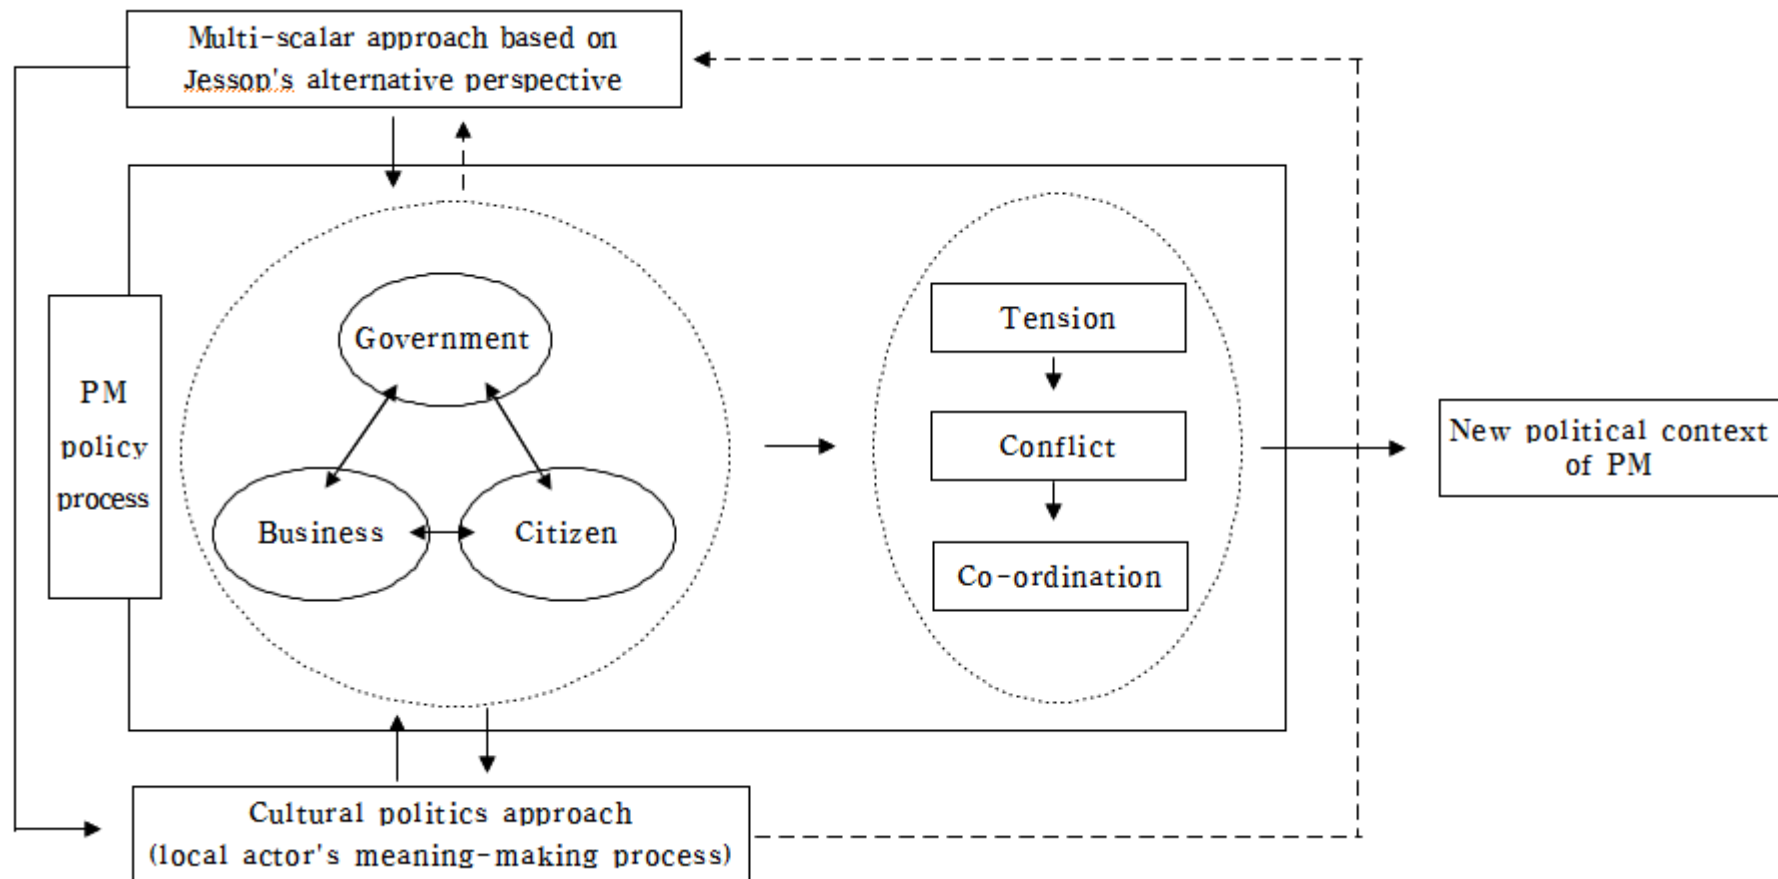 Multi-scalar approach based on
Jessop's alternative perspective
PM
policy
process
Government
Business
Citizen
Tension
Conflict
Co-ordination
New political context
of PM
Cultural politics approach
(local actor's meaning-making process)